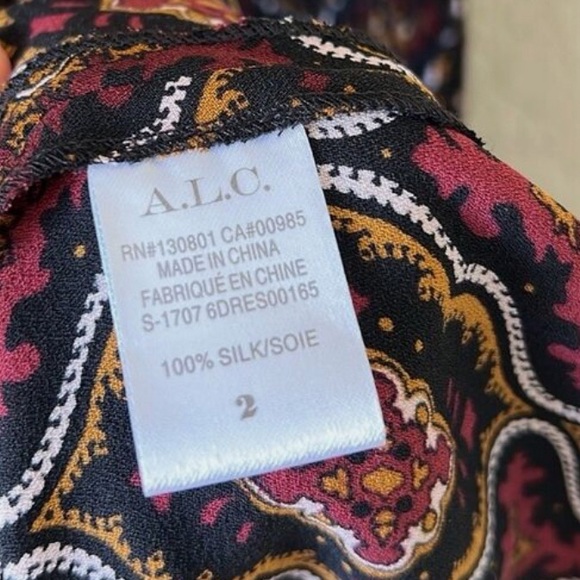 A.L.C.
RN#130801 CA#00985
MADE IN CHINA
FABRIQUÉ EN CHINE
S-1707 6DRES00165
100% SILK/SOIE
2